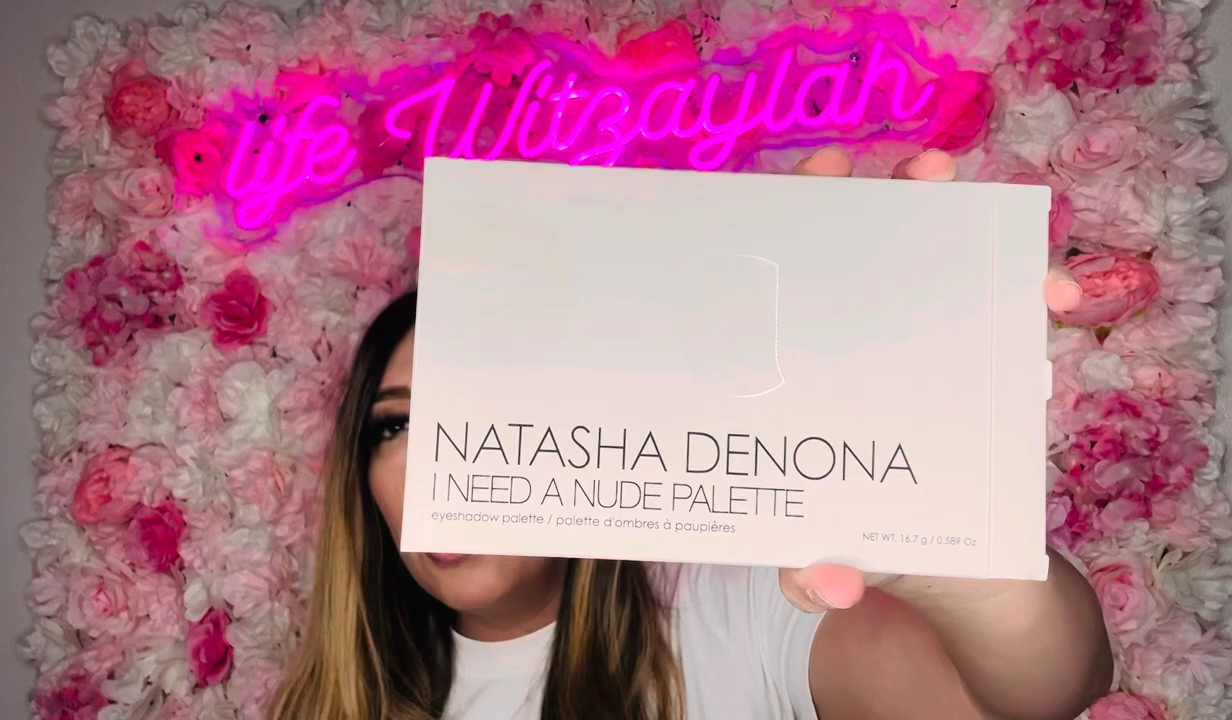 life Witzaylah
NATASHA DENONA
I NEED A NUDE PALETTE
eyeshadow palette / palette d'ombres à paupières
NET WT. 16.7 g / 0.589 Oz